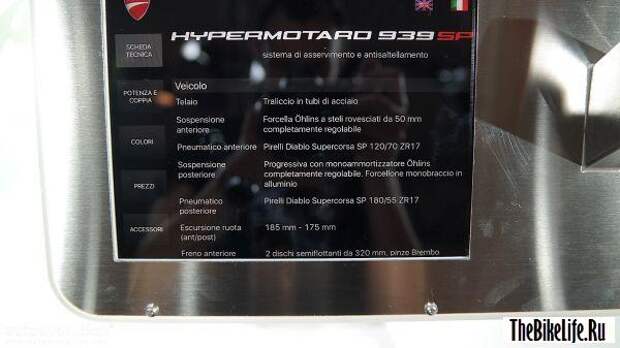 HYPERMOTARD 939 SP
SCHEDA
TECNICA
sistema di asservimento e antisaltellamento
Veicolo
POTENZA E
COPPIA
Telaio Traliccio in tubi di acciaio
Sospensione
anteriore
Forcella Öhlins a steli rovesciati da 50 mm
completamente regolabile
COLORI
Pneumatico anteriore Pirelli Diablo Supercorsa SP 120/70 ZR17
Sospensione
posteriore
Progressiva con monoammortizzatore Öhlins
completamente regolabile. Forcellone monobraccio in
alluminio
PREZZI
Pneumatico
posteriore
Pirelli Diablo Supercorsa SP 180/55 ZR17
ACCESSORI
Escursione ruota
(ant/post)
185 mm - 175 mm
Freno anteriore 2 dischi semiflottanti da 320 mm, pinze Brembo
TheBikeLife.Ru